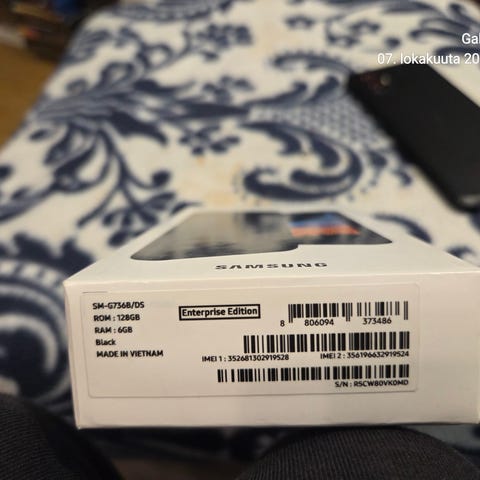 Gal
07. lokakuuta 20
SAMSUNG
SM-G736B/DS
ROM : 128GB
RAM : 6GB
Black
MADE IN VIETNAM
Enterprise Edition
8 806094 373486
IMEI 1 : 352681302919528 IMEI 2 : 356196632919524
S/N : R5CW80VK0MD